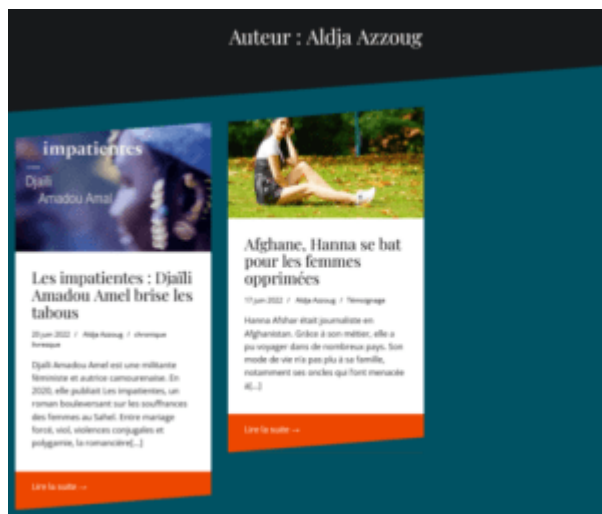 Auteur : Aldja Azzoug
impatientes
Djaïli
Amadou Amal
Les impatientes : Djaïli
Amadou Amel brise les
tabous
20 juin 2022 / Aldja Azzoug / chronique
livresque
Djaïli Amadou Amel est une militante
féministe et autrice camourenaise. En
2020, elle publiait Les impatientes, un
roman bouleversant sur les souffrances
des femmes au Sahel. Entre mariage
forcé, viol, violences conjugales et
polygamie, la romancière[...]
Lire la suite →
Afghane, Hanna se bat
pour les femmes
opprimées
17 juin 2022 / Aldja Azzoug / Témoignage
Hanna Afshar était journaliste en
Afghanistan. Grâce à son métier, elle a
pu voyager dans de nombreux pays. Son
mode de vie n'a pas plu à sa famille,
notamment ses oncles qui l'ont menacée
à[...]
Lire la suite →